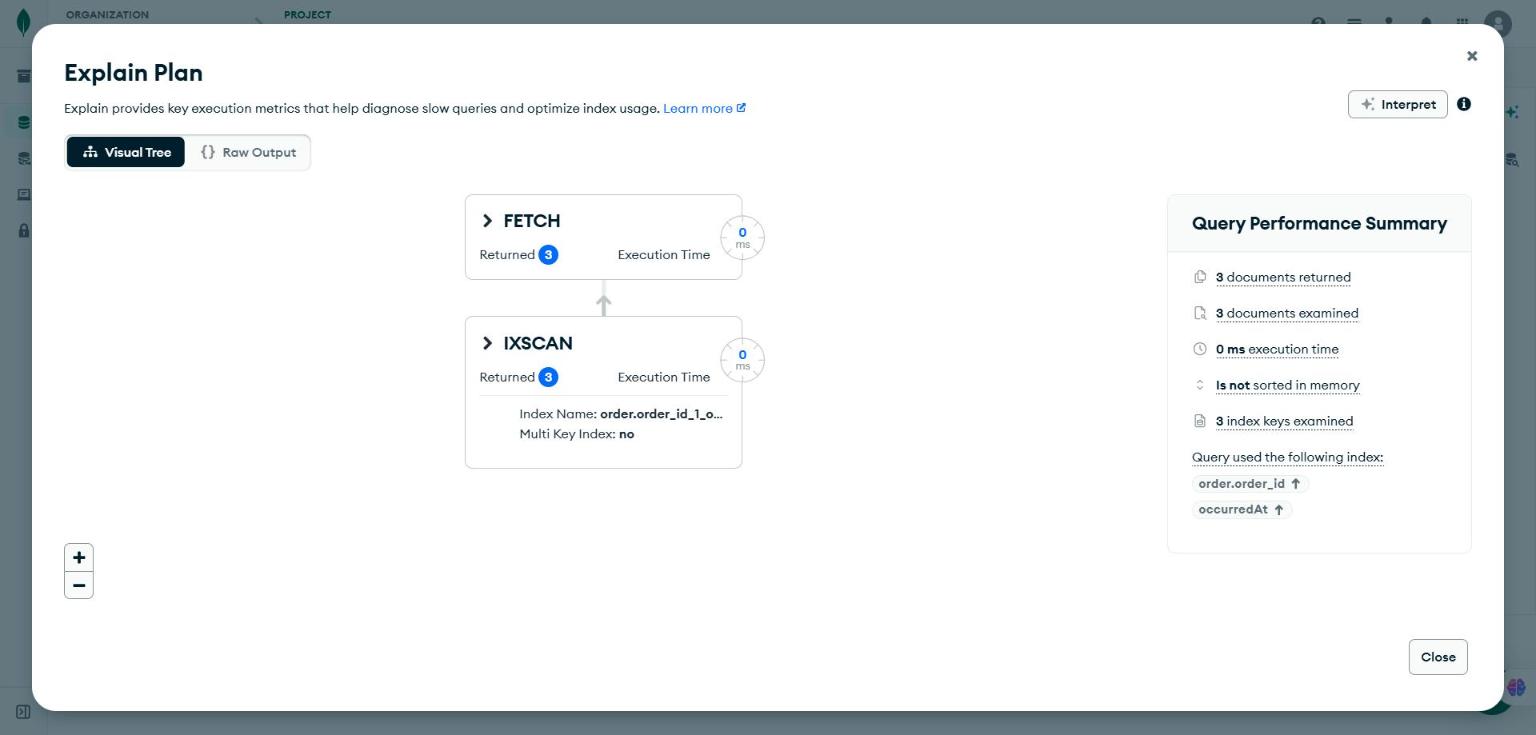 ORGANIZATION
PROJECT
Explain Plan
Explain provides key execution metrics that help diagnose slow queries and optimize index usage. Learn more
Interpret
Visual Tree
{} Raw Output
FETCH
Returned 3
Execution Time
0
ms
IXSCAN
Returned 3
Execution Time
0
ms
Index Name: order.order_id_1_o...
Multi Key Index: no
Query Performance Summary
3 documents returned
3 documents examined
0 ms execution time
Is not sorted in memory
3 index keys examined
Query used the following index:
order.order_id
occurredAt
Close